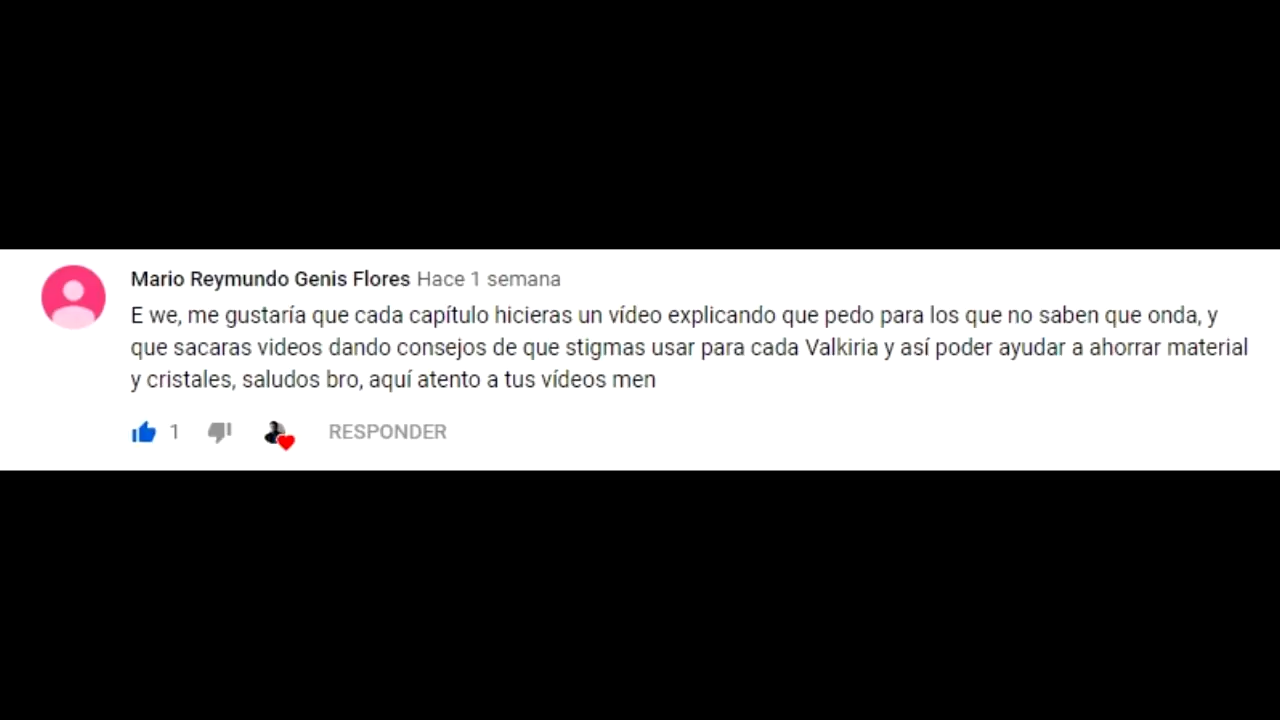 Mario Reymundo Genis Flores Hace 1 semana
E we, me gustaría que cada capítulo hicieras un vídeo explicando que pedo para los que no saben que onda, y
que sacaras videos dando consejos de que stigmas usar para cada Valkiria y así poder ayudar a ahorrar material
y cristales, saludos bro, aquí atento a tus vídeos men
1 RESPONDER